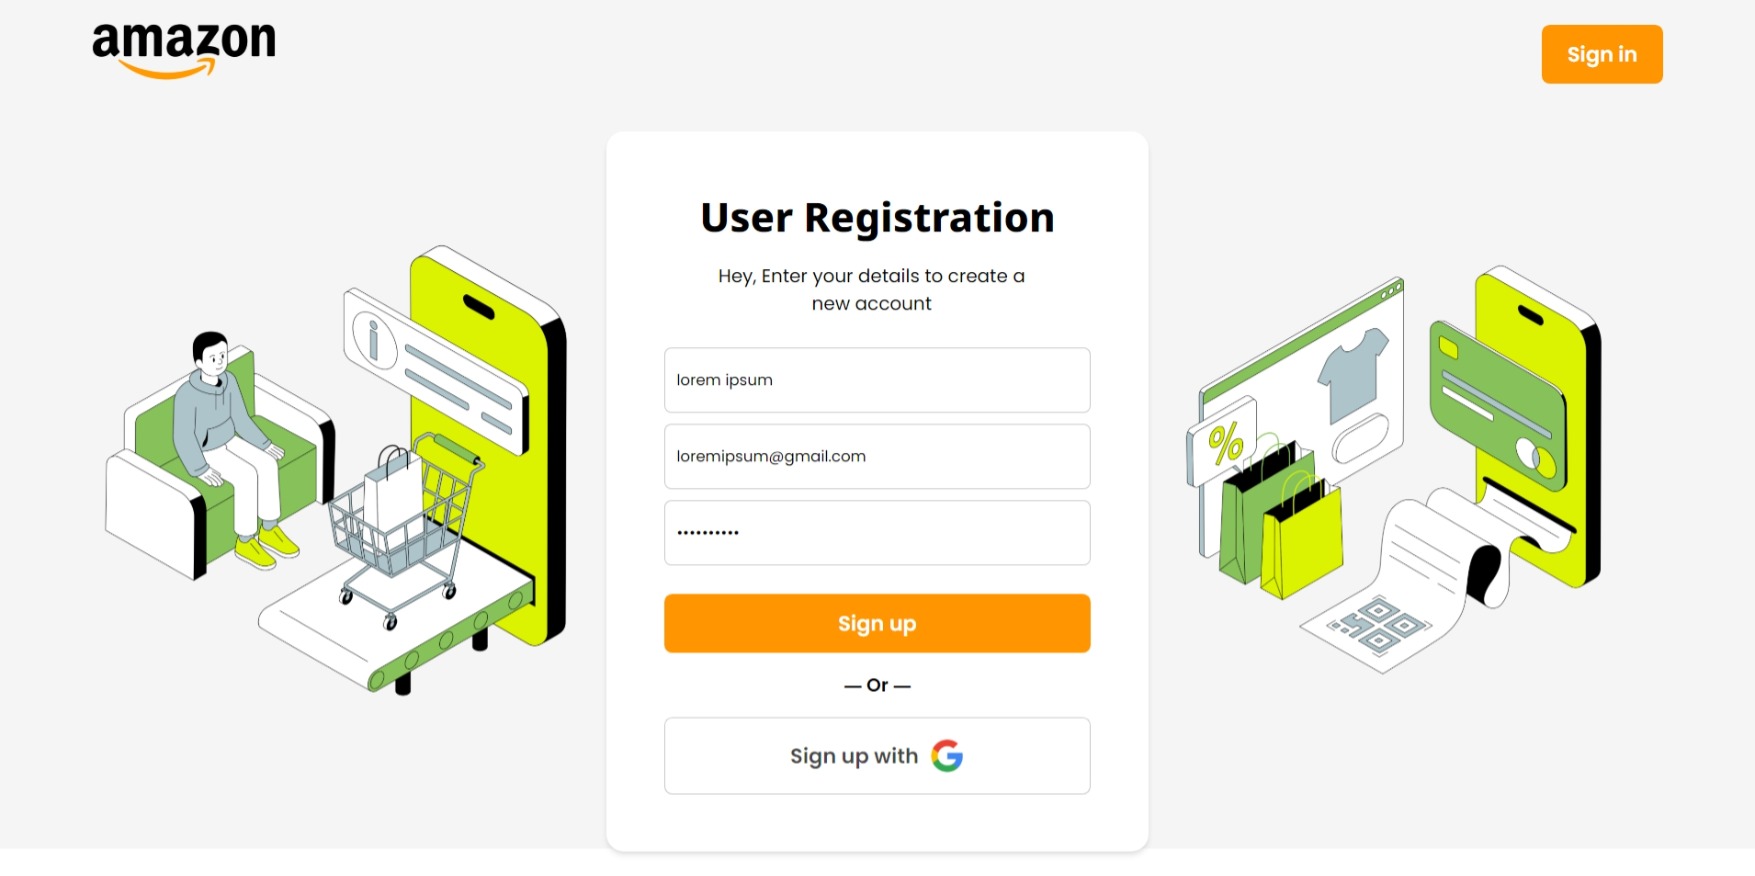 amazon
Sign in
User Registration
Hey, Enter your details to create a
new account
lorem ipsum
loremipsum@gmail.com
••••••••••
Sign up
— Or —
Sign up with G
i
%